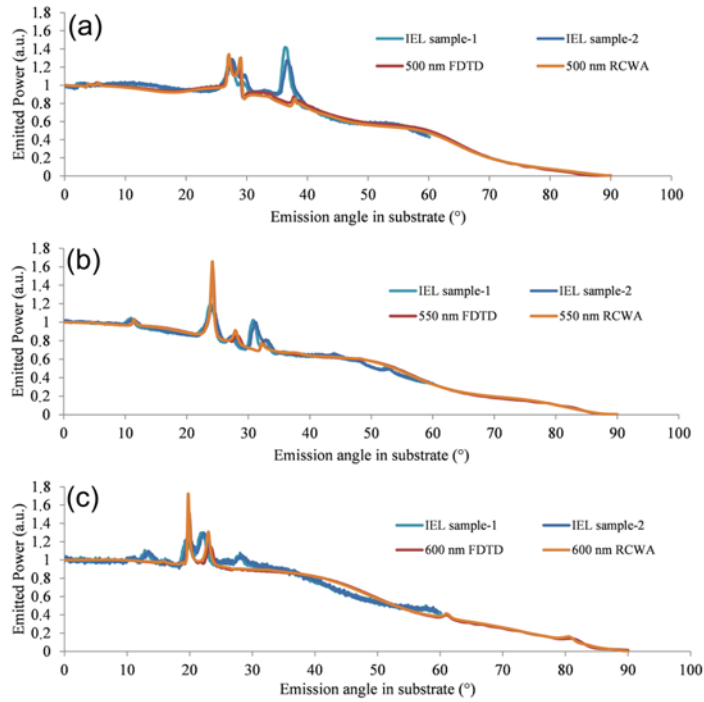 (a)
1.8
1.6
1.4
1.2
1
0.8
0.6
0.4
0.2
0
Emitted Power (a.u.)
IEL sample-1
IEL sample-2
500 nm FDTD
500 nm RCWA
0 10 20 30 40 50 60 70 80 90 100
Emission angle in substrate (°)
(b)
1.8
1.6
1.4
1.2
1
0.8
0.6
0.4
0.2
0
Emitted Power (a.u.)
IEL sample-1
IEL sample-2
550 nm FDTD
550 nm RCWA
0 10 20 30 40 50 60 70 80 90 100
Emission angle in substrate (°)
(c)
1.8
1.6
1.4
1.2
1
0.8
0.6
0.4
0.2
0
Emitted Power (a.u.)
IEL sample-1
IEL sample-2
600 nm FDTD
600 nm RCWA
0 10 20 30 40 50 60 70 80 90 100
Emission angle in substrate (°)